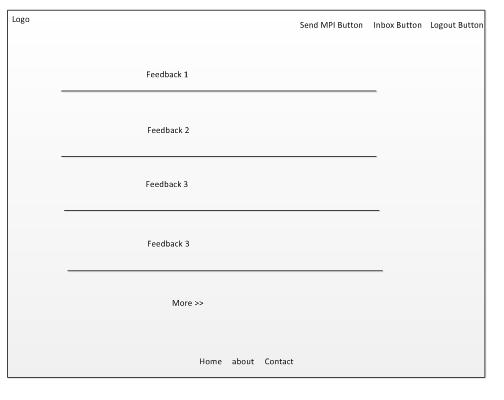 Logo
Send MPI Button Inbox Button Logout Button
Feedback 1
Feedback 2
Feedback 3
Feedback 3
More >>
Home about Contact